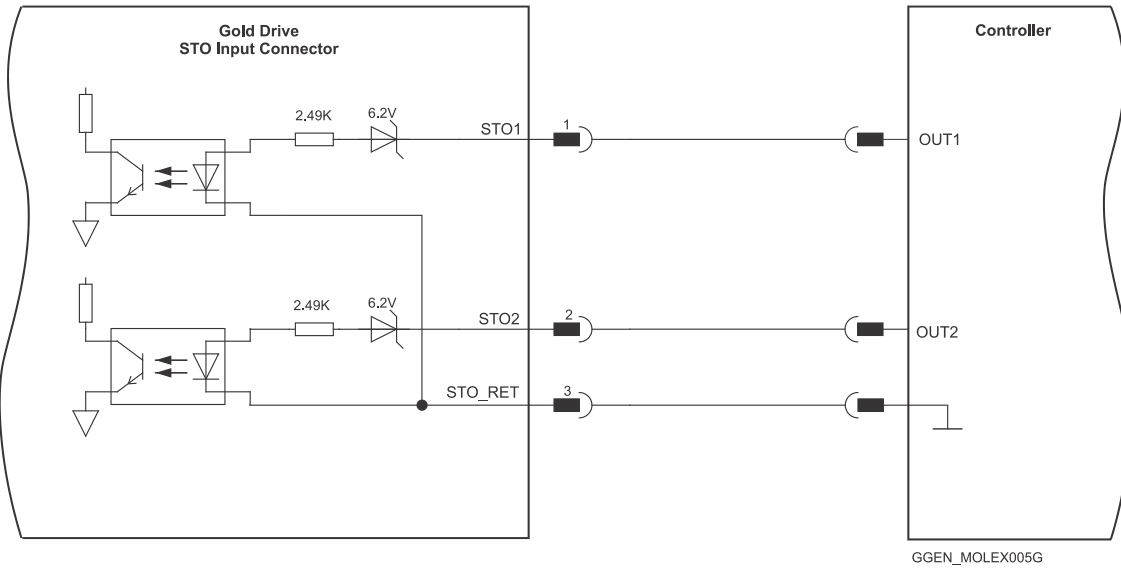 Gold Drive
STO Input Connector
Controller
2.49K
6.2V
STO1
1
OUT1
2.49K
6.2V
STO2
2
OUT2
STO_RET
3
GGEN_MOLEX005G